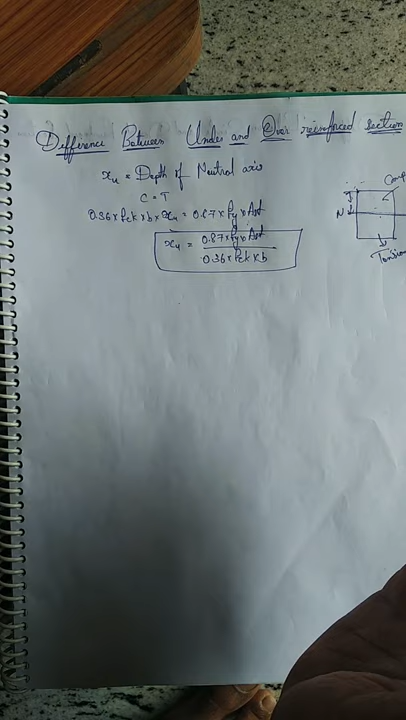 Difference Between Under and Over reinforced section
xu = Depth of Neutral axis
C = T
0.36 x fck x b x xu = 0.87 x fy x Ast
xu = 0.87 x fy x Ast
0.36 x fck x b
Comp
N
Tension